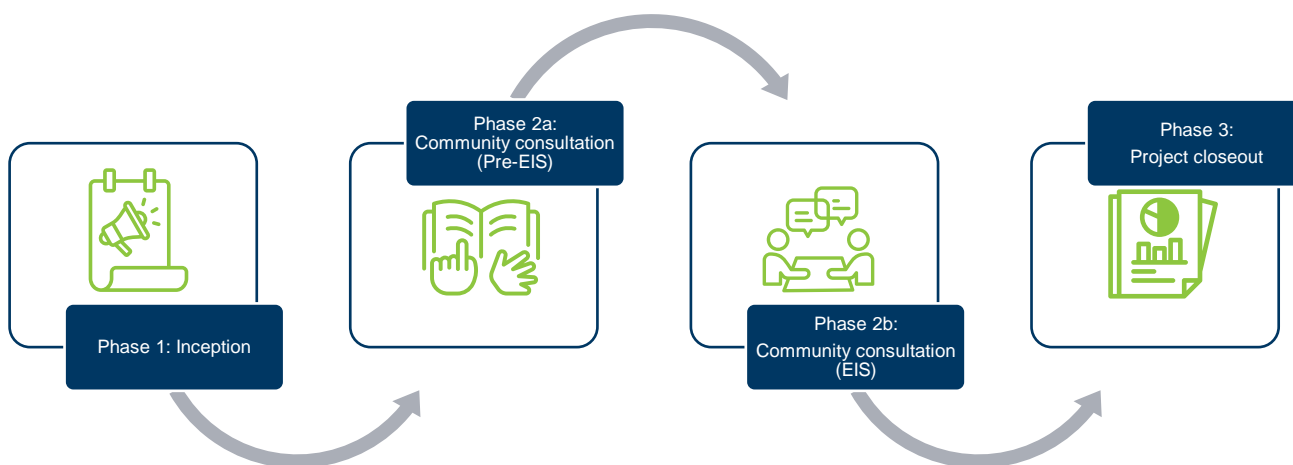 Phase 1: Inception
Phase 2a:
Community consultation
(Pre-EIS)
Phase 2b:
Community consultation
(EIS)
Phase 3:
Project closeout